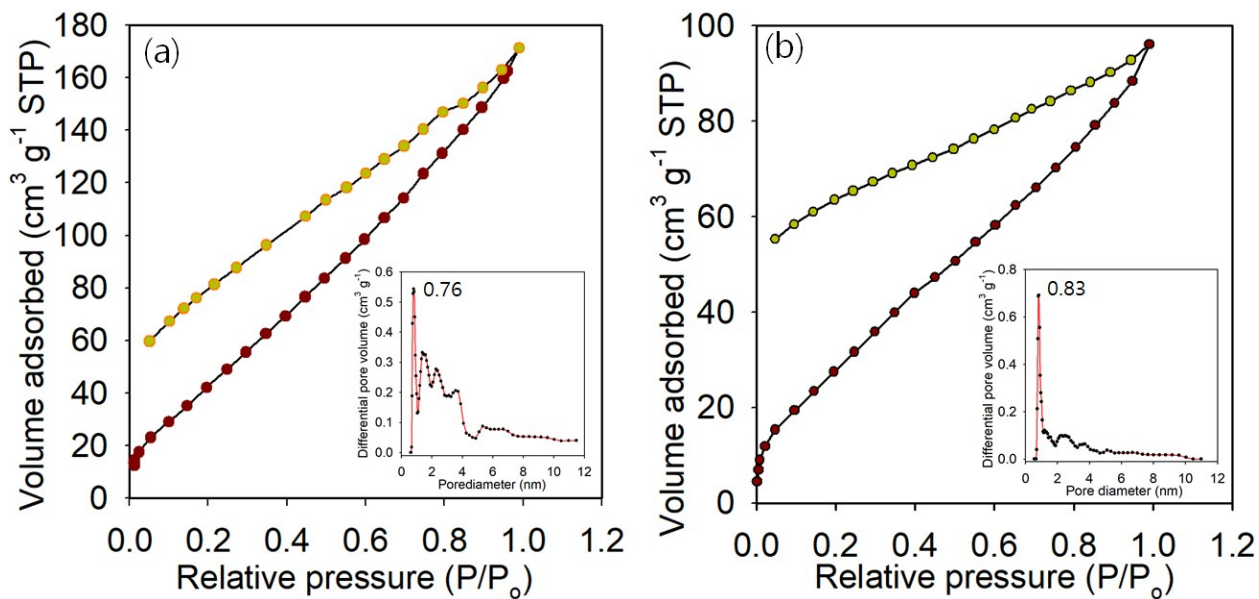 (a)
Volume adsorbed (cm³ g⁻¹ STP)
180
160
140
120
100
80
60
40
20
0
0.0 0.2 0.4 0.6 0.8 1.0 1.2
Relative pressure (P/Pₒ)
0.76
Differential pore volume (cm³ g⁻¹)
0.6
0.5
0.4
0.3
0.2
0.1
0.0
0 2 4 6 8 10 12
Porediameter (nm)
(b)
Volume adsorbed (cm³ g⁻¹ STP)
100
80
60
40
20
0
0.0 0.2 0.4 0.6 0.8 1.0 1.2
Relative pressure (P/Pₒ)
0.83
Differential pore volume (cm³ g⁻¹)
0.8
0.6
0.4
0.2
0.0
0 2 4 6 8 10 12
Pore diameter (nm)